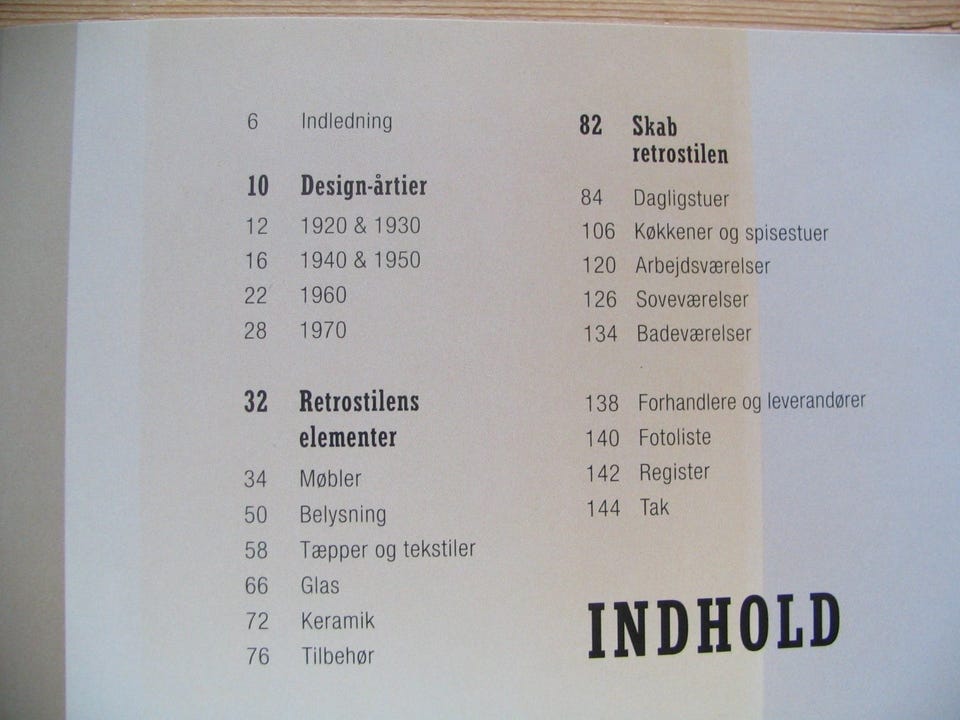 6 Indledning
10 Design-årtier
12 1920 & 1930
16 1940 & 1950
22 1960
28 1970
32 Retrostilens
elementer
34 Møbler
50 Belysning
58 Tæpper og tekstiler
66 Glas
72 Keramik
76 Tilbehør
82 Skab
retrostilen
84 Dagligstuer
106 Køkkener og spisestuer
120 Arbejdsværelser
126 Soveværelser
134 Badeværelser
138 Forhandlere og leverandører
140 Fotoliste
142 Register
144 Tak
INDHOLD